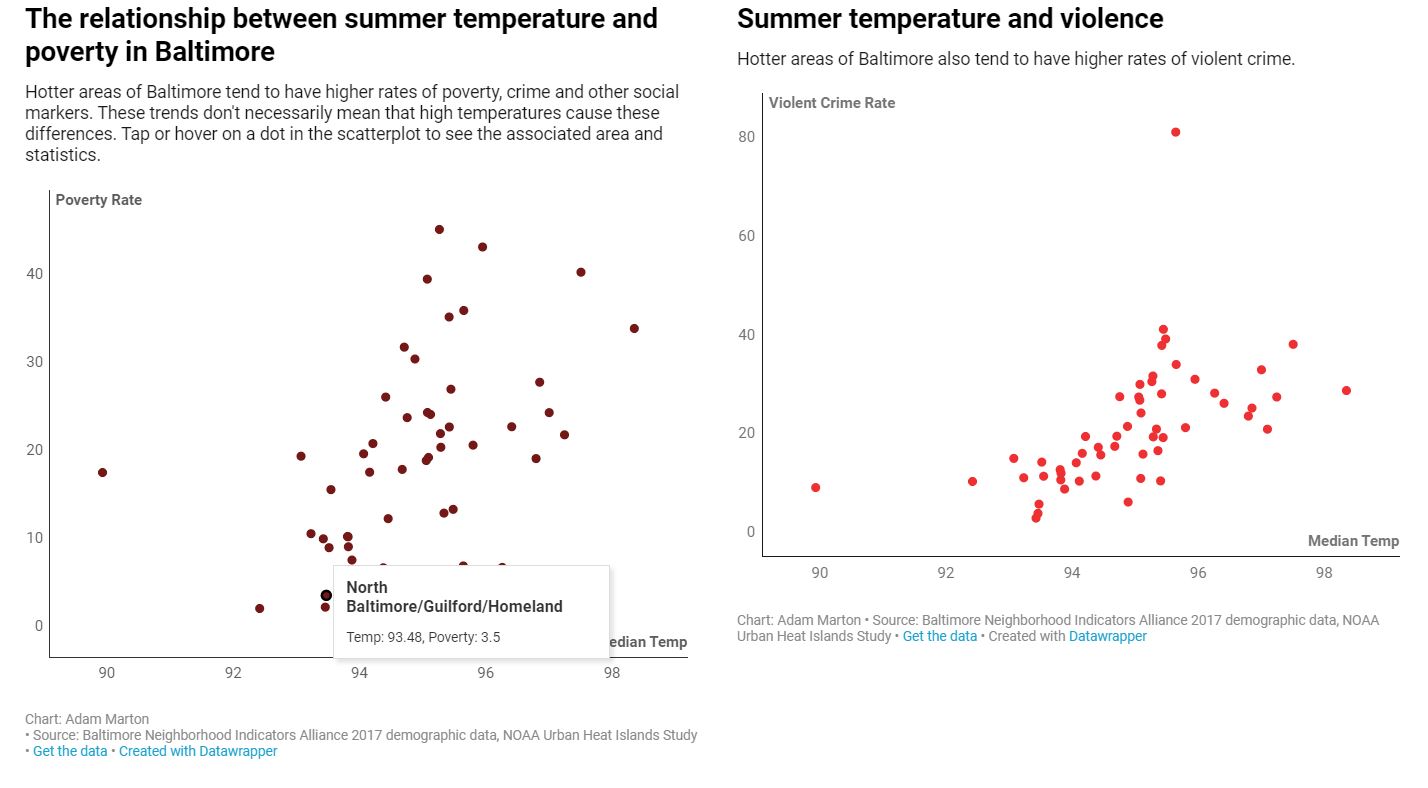 The relationship between summer temperature and
poverty in Baltimore
Hotter areas of Baltimore tend to have higher rates of poverty, crime and other social
markers. These trends don't necessarily mean that high temperatures cause these
differences. Tap or hover on a dot in the scatterplot to see the associated area and
statistics.
Poverty Rate
40
30
20
10
0
North
Baltimore/Guilford/Homeland
Temp: 93.48, Poverty: 3.5
edian Temp
90 92 94 96 98
Chart: Adam Marton
• Source: Baltimore Neighborhood Indicators Alliance 2017 demographic data, NOAA Urban Heat Islands Study
• Get the data • Created with Datawrapper
Summer temperature and violence
Hotter areas of Baltimore also tend to have higher rates of violent crime.
Violent Crime Rate
80
60
40
20
0
Median Temp
90 92 94 96 98
Chart: Adam Marton • Source: Baltimore Neighborhood Indicators Alliance 2017 demographic data, NOAA
Urban Heat Islands Study • Get the data • Created with Datawrapper